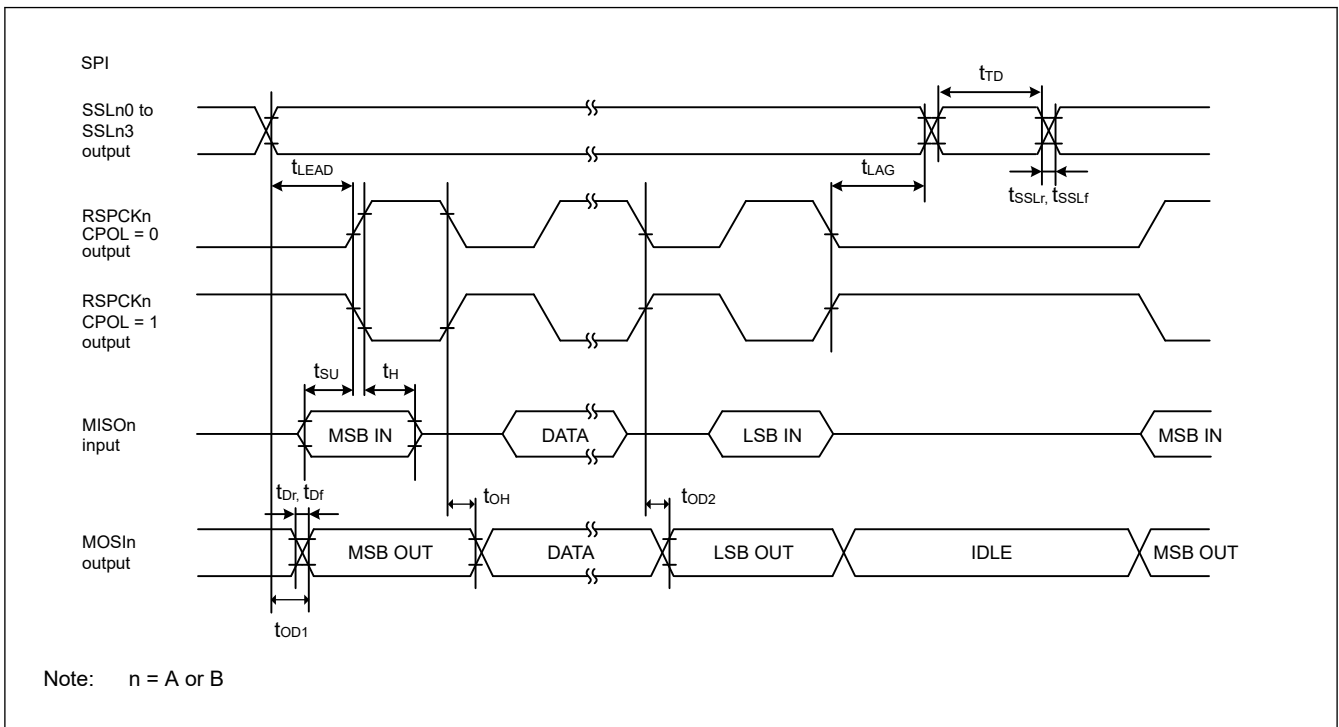 SPI
tTD
SSLn0 to
SSLn3
output
tLEAD
tLAG
tSSLr, tSSLf
RSPCKn
CPOL = 0
output
RSPCKn
CPOL = 1
output
tSU
tH
MISOn
input
MSB IN
DATA
LSB IN
MSB IN
tDr, tDf
tOH
tOD2
MOSIn
output
MSB OUT
DATA
LSB OUT
IDLE
MSB OUT
tOD1
Note: n = A or B